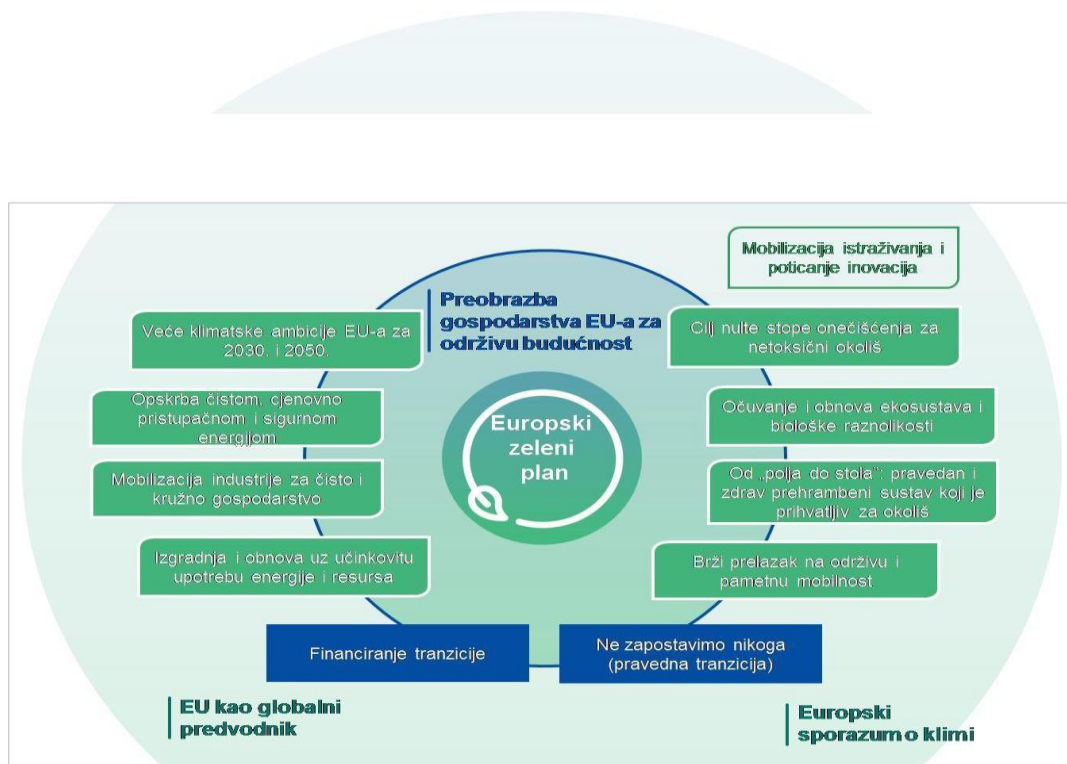 Mobilizacija istraživanja i
poticanje inovacija
Preobrazba
gospodarstva EU-a za
održivu budućnost
Veće klimatske ambicije EU-a za
2030. i 2050.
Cilj nulte stope onečišćenja za
netoksični okoliš
Opskrba čistom, cjenovno
pristupačnom i sigurnom
energijom
Očuvanje i obnova ekosustava i
biološke raznolikosti
Europski
zeleni
plan
Mobilizacija industrije za čisto i
kružno gospodarstvo
Od „polja do stola“: pravedan i
zdrav prehrambeni sustav koji je
prihvatljiv za okoliš
Izgradnja i obnova uz učinkovitu
upotrebu energije i resursa
Brži prelazak na održivu i
pametnu mobilnost
Financiranje tranzicije
Ne zapostavimo nikoga
(pravedna tranzicija)
EU kao globalni
predvodnik
Europski
sporazum o klimi